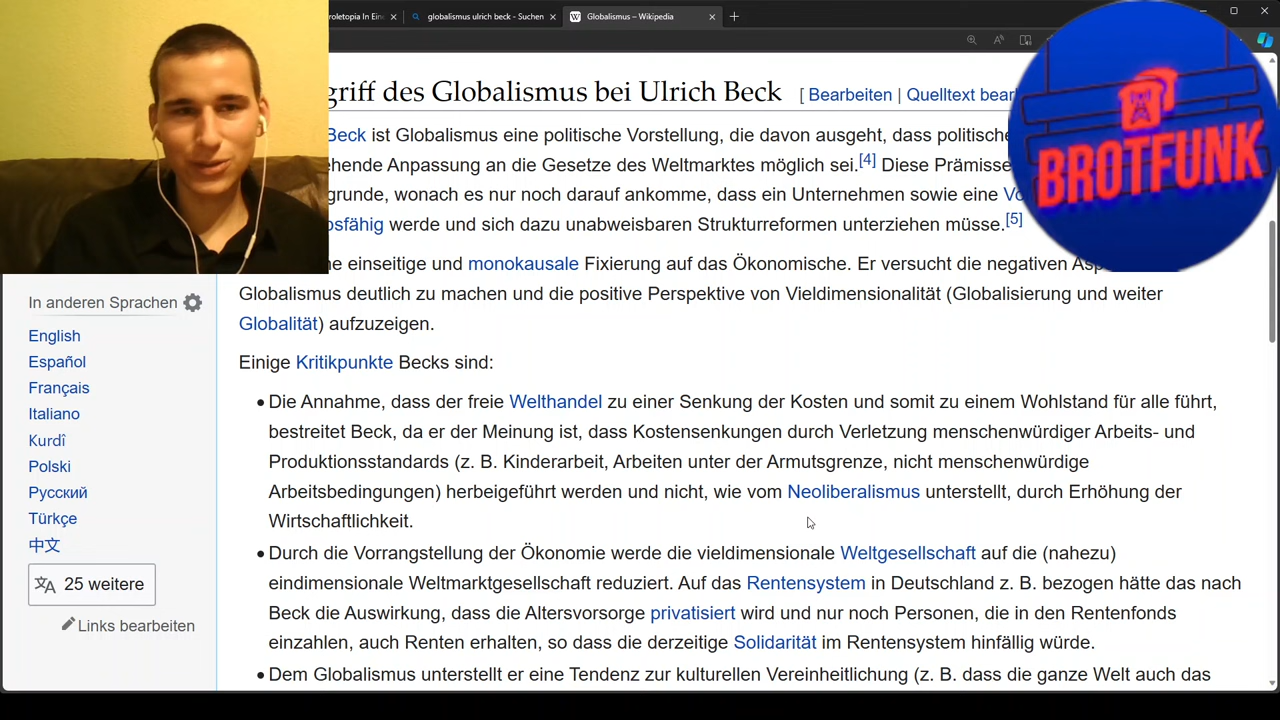 roletopia In Ein
globalismus ulrich beck - Suchen
Globalismus – Wikipedia
griff des Globalismus bei Ulrich Beck [ Bearbeiten | Quelltext bear
Beck ist Globalismus eine politische Vorstellung, die davon ausgeht, dass politische
ehende Anpassung an die Gesetze des Weltmarktes möglich sei.[4] Diese Prämisse
grunde, wonach es nur noch darauf ankomme, dass ein Unternehmen sowie eine Vo
osfähig werde und sich dazu unabweisbaren Strukturreformen unterziehen müsse.[5]
ne einseitige und monokausale Fixierung auf das Ökonomische. Er versucht die negativen Asp
Globalismus deutlich zu machen und die positive Perspektive von Vieldimensionalität (Globalisierung und weiter
Globalität) aufzuzeigen.
Einige Kritikpunkte Becks sind:
• Die Annahme, dass der freie Welthandel zu einer Senkung der Kosten und somit zu einem Wohlstand für alle führt,
bestreitet Beck, da er der Meinung ist, dass Kostensenkungen durch Verletzung menschenwürdiger Arbeits- und
Produktionsstandards (z. B. Kinderarbeit, Arbeiten unter der Armutsgrenze, nicht menschenwürdige
Arbeitsbedingungen) herbeigeführt werden und nicht, wie vom Neoliberalismus unterstellt, durch Erhöhung der
Wirtschaftlichkeit.
• Durch die Vorrangstellung der Ökonomie werde die vieldimensionale Weltgesellschaft auf die (nahezu)
eindimensionale Weltmarktgesellschaft reduziert. Auf das Rentensystem in Deutschland z. B. bezogen hätte das nach
Beck die Auswirkung, dass die Altersvorsorge privatisiert wird und nur noch Personen, die in den Rentenfonds
einzahlen, auch Renten erhalten, so dass die derzeitige Solidarität im Rentensystem hinfällig würde.
• Dem Globalismus unterstellt er eine Tendenz zur kulturellen Vereinheitlichung (z. B. dass die ganze Welt auch das
In anderen Sprachen
English
Español
Français
Italiano
Kurdî
Polski
Русский
Türkçe
中文
25 weitere
Links bearbeiten
BROTFUNK